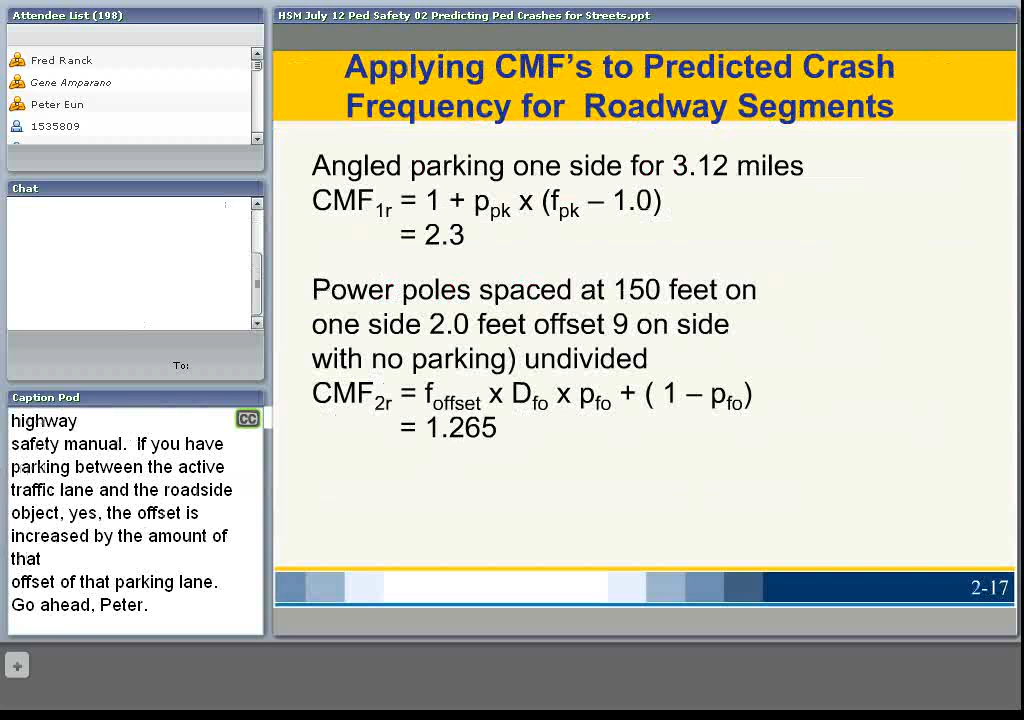 Attendee List (198)
Fred Ranck
Gene Amparano
Peter Eun
1535809
Chat
To:
Caption Pod
highway
safety manual. If you have
parking between the active
traffic lane and the roadside
object, yes, the offset is
increased by the amount of
that
offset of that parking lane.
Go ahead, Peter.
CC
HSM July 12 Ped Safety 02 Predicting Ped Crashes for Streets.ppt
Applying CMF's to Predicted Crash
Frequency for Roadway Segments
Angled parking one side for 3.12 miles
CMF1r = 1 + ppk x (fpk – 1.0)
= 2.3
Power poles spaced at 150 feet on
one side 2.0 feet offset 9 on side
with no parking) undivided
CMF2r = foffset x Dfo x pfo + ( 1 – pfo)
= 1.265
2-17